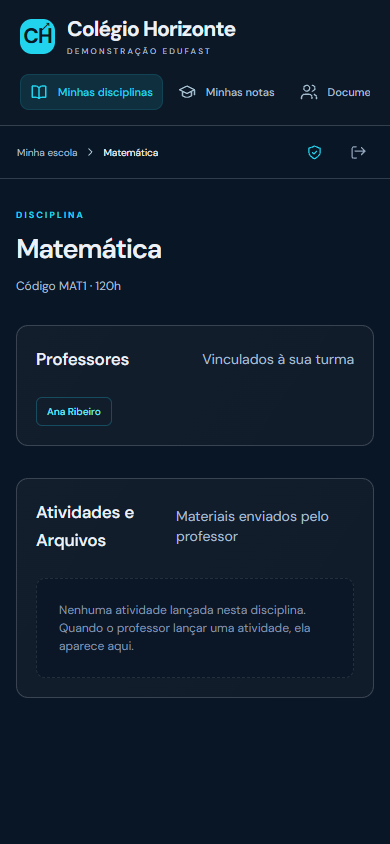 CH
Colégio Horizonte
DEMONSTRAÇÃO EDUFAST
Minhas disciplinas
Minhas notas
Docume
Minha escola
Matemática
DISCIPLINA
Matemática
Código MAT1 · 120h
Professores
Vinculados à sua turma
Ana Ribeiro
Atividades e
Arquivos
Materiais enviados pelo
professor
Nenhuma atividade lançada nesta disciplina.
Quando o professor lançar uma atividade, ela
aparece aqui.